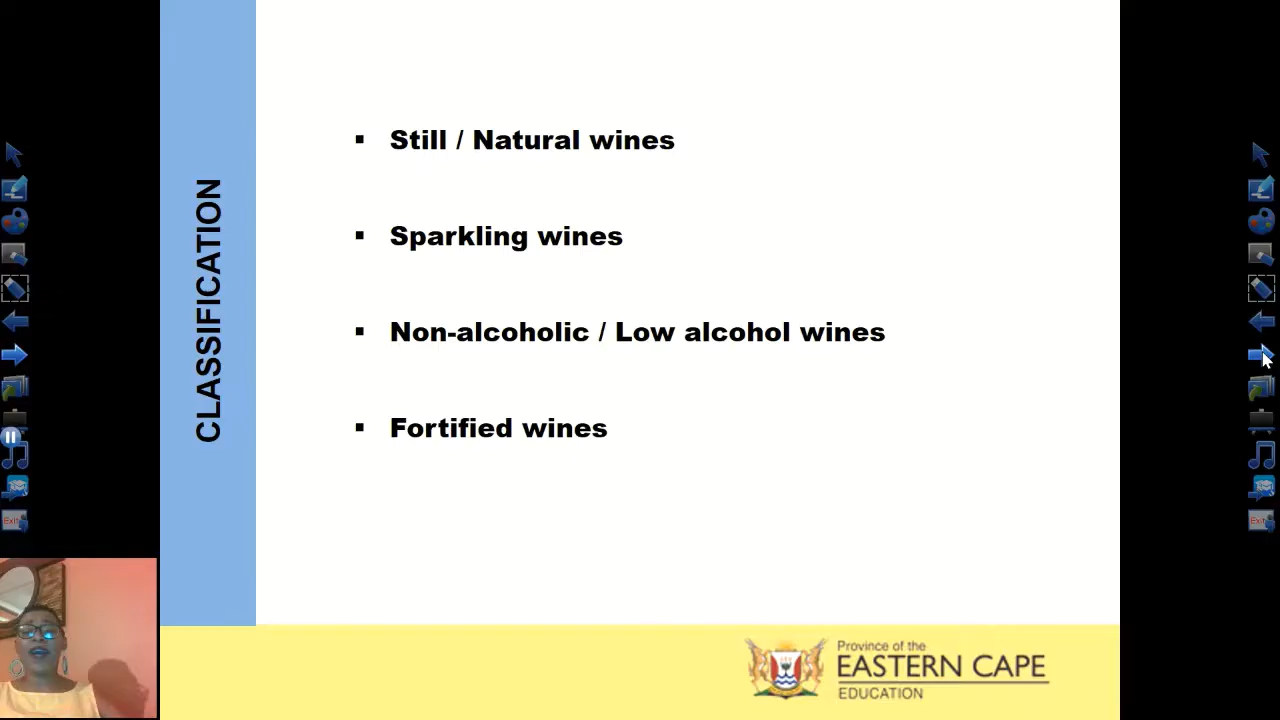 CLASSIFICATION
▪ Still / Natural wines
▪ Sparkling wines
▪ Non-alcoholic / Low alcohol wines
▪ Fortified wines
Province of the
EASTERN CAPE
EDUCATION
Exit
Exit